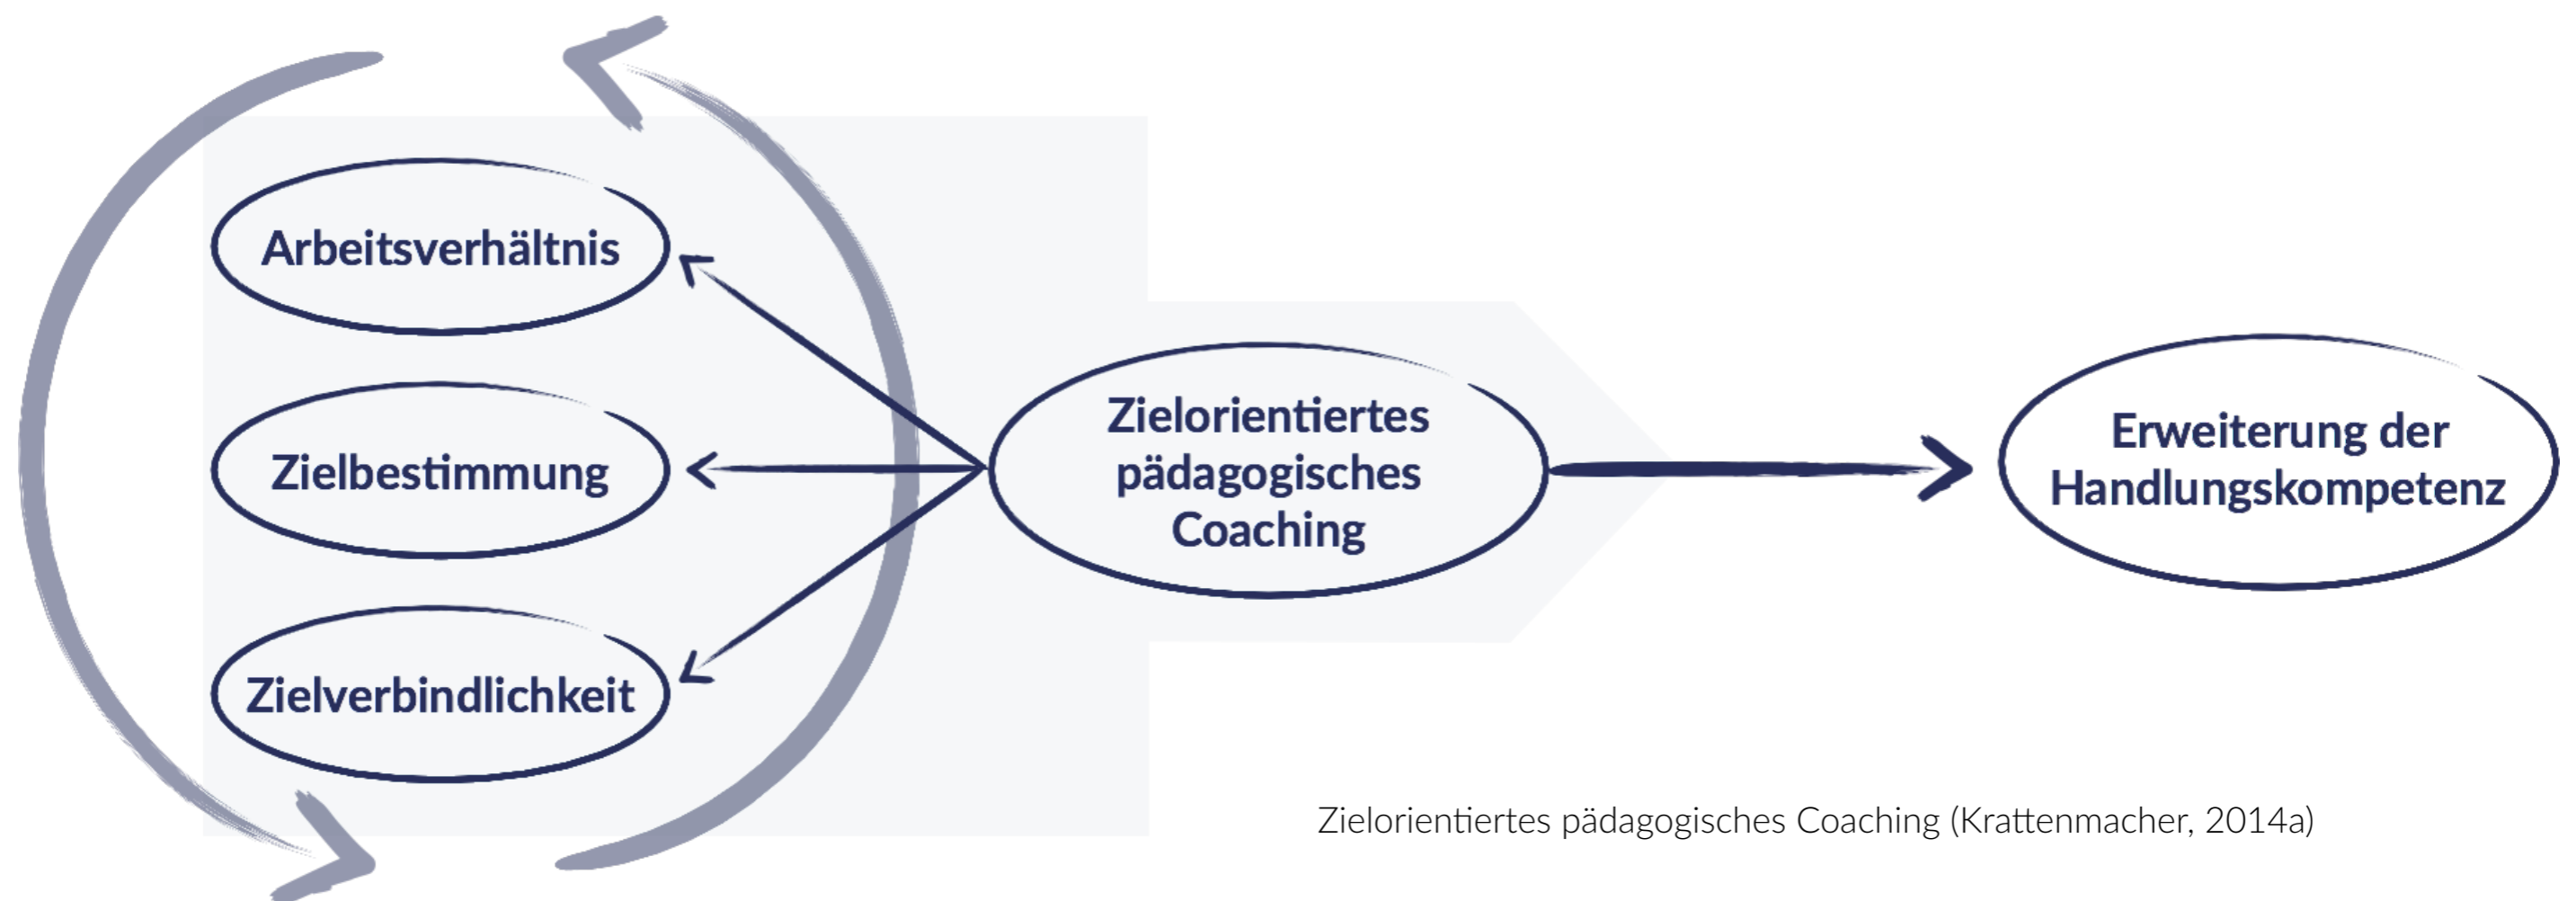 Arbeitsverhältnis
Zielbestimmung
Zielverbindlichkeit
Zielorientiertes
pädagogisches
Coaching
Erweiterung der
Handlungskompetenz
Zielorientiertes pädagogisches Coaching (Krattenmacher, 2014a)